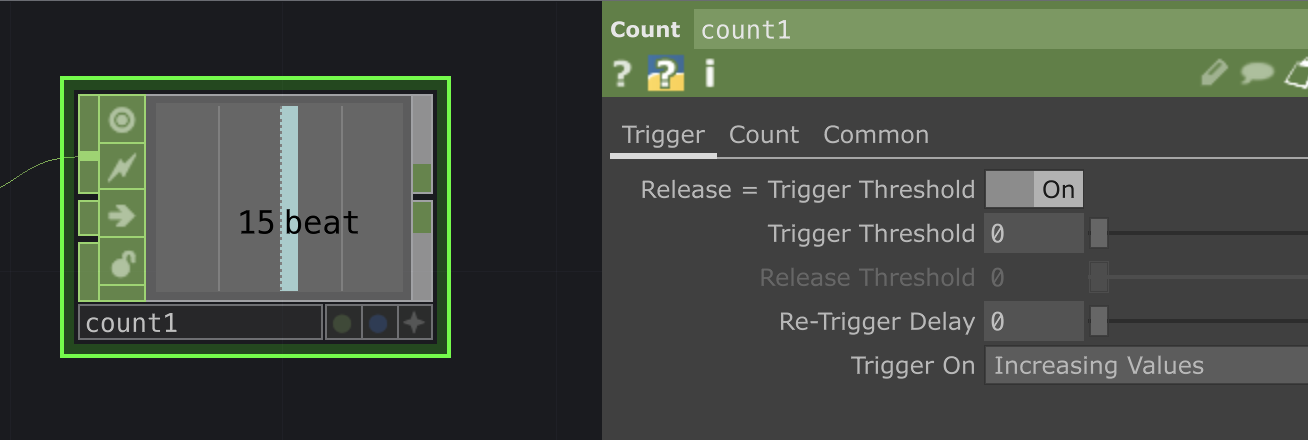 15 beat
count1
Count count1
? ? i
Trigger Count Common
Release = Trigger Threshold On
Trigger Threshold 0
Release Threshold 0
Re-Trigger Delay 0
Trigger On Increasing Values